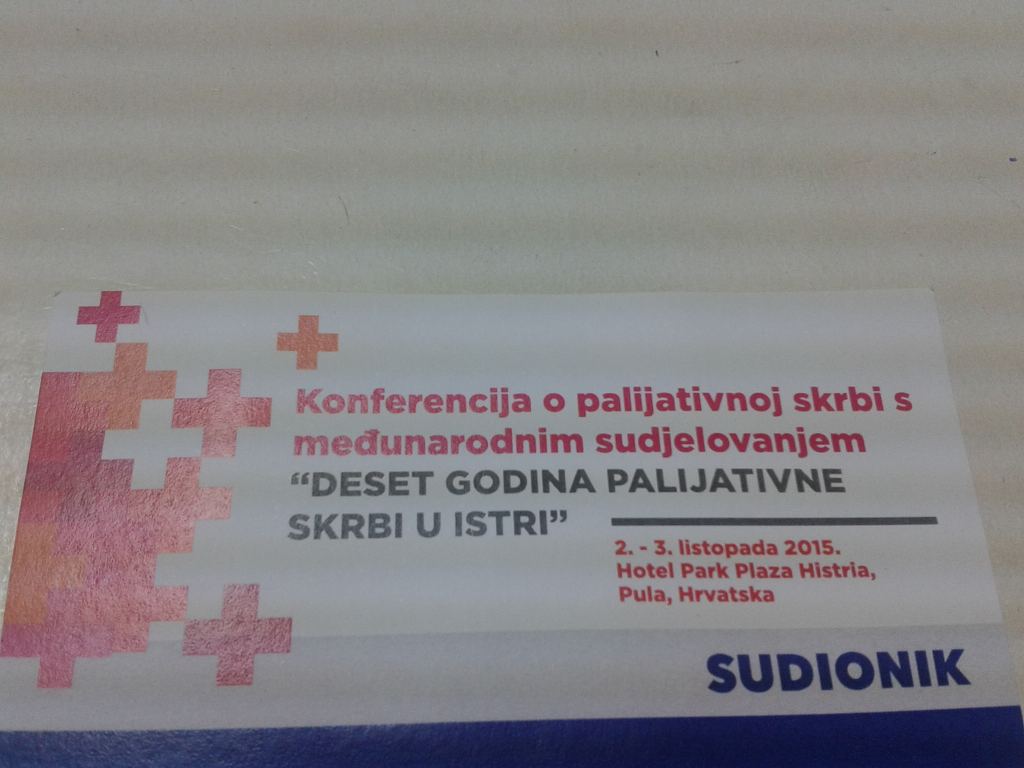 Konferencija o palijativnoj skrbi s
međunarodnim sudjelovanjem
“DESET GODINA PALIJATIVNE
SKRBI U ISTRI”
2. - 3. listopada 2015.
Hotel Park Plaza Histria,
Pula, Hrvatska
SUDIONIK